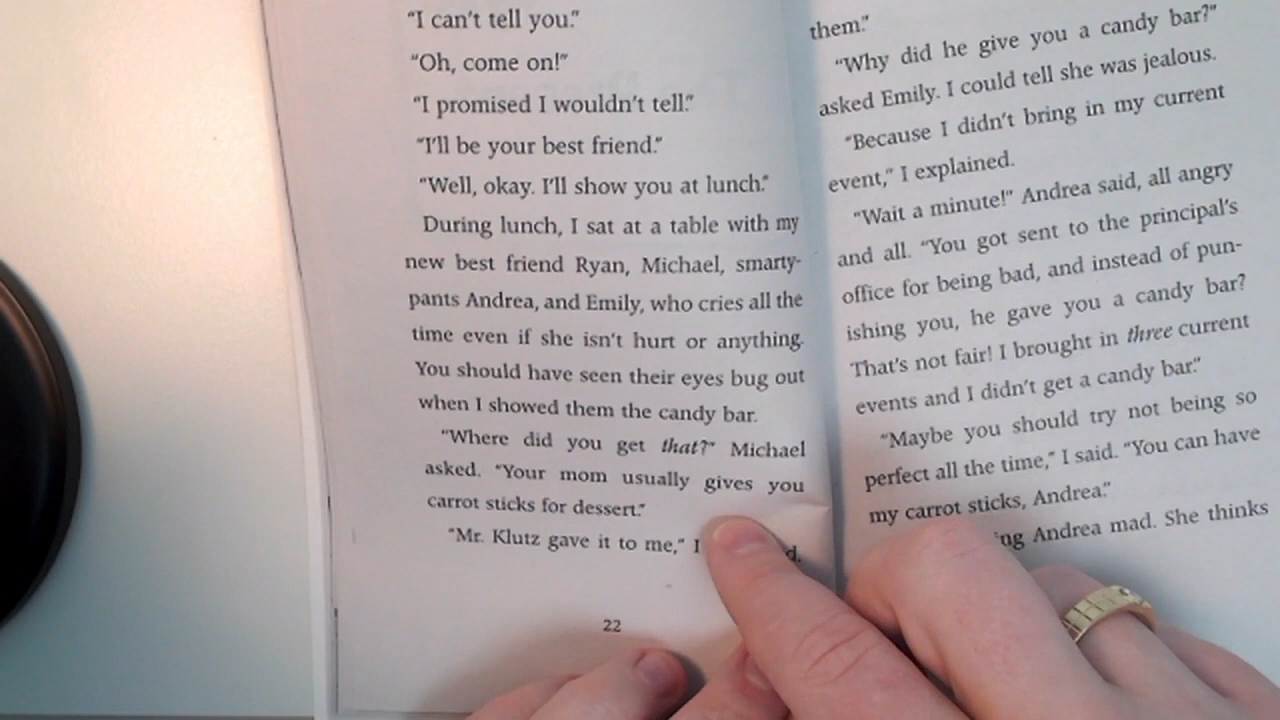 "I can't tell you."
"Oh, come on!"
"I promised I wouldn't tell."
"I'll be your best friend."
"Well, okay. I'll show you at lunch."
During lunch, I sat at a table with my
new best friend Ryan, Michael, smarty-
pants Andrea, and Emily, who cries all the
time even if she isn't hurt or anything.
You should have seen their eyes bug out
when I showed them the candy bar.
"Where did you get that?" Michael
asked. "Your mom usually gives you
carrot sticks for dessert."
"Mr. Klutz gave it to me," I
22
them."
"Why did he give you a candy bar?"
asked Emily. I could tell she was jealous.
"Because I didn't bring in my current
event," I explained.
"Wait a minute!" Andrea said, all angry
and all. "You got sent to the principal's
office for being bad, and instead of pun-
ishing you, he gave you a candy bar?
That's not fair! I brought in three current
events and I didn't get a candy bar."
"Maybe you should try not being so
perfect all the time," I said. "You can have
my carrot sticks, Andrea."
Andrea mad. She thinks